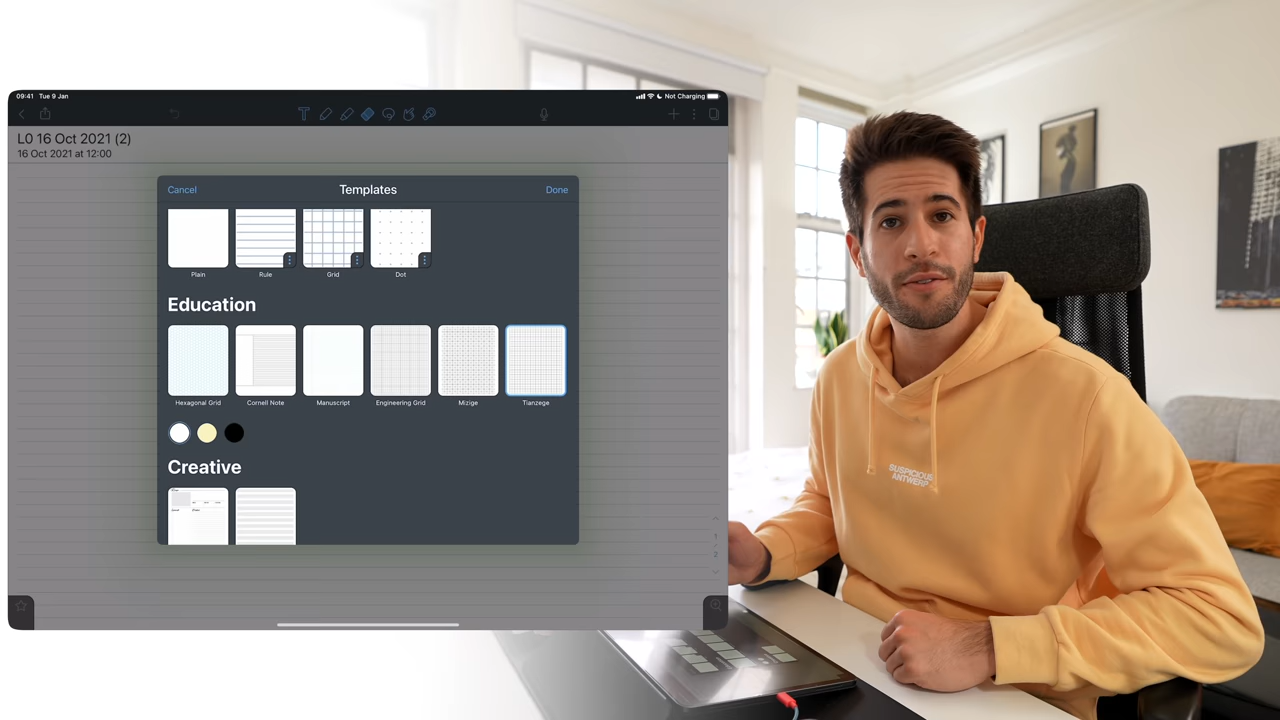 09:41 Tue 9 Jan
Not Charging
L0 16 Oct 2021 (2)
16 Oct 2021 at 12:00
Cancel
Templates
Done
Plain
Rule
Grid
Dot
Education
Hexagonal Grid
Cornell Note
Manuscript
Engineering Grid
Mizige
Tianzege
Creative
1
2
SUSPICIOUS
ANTWERP